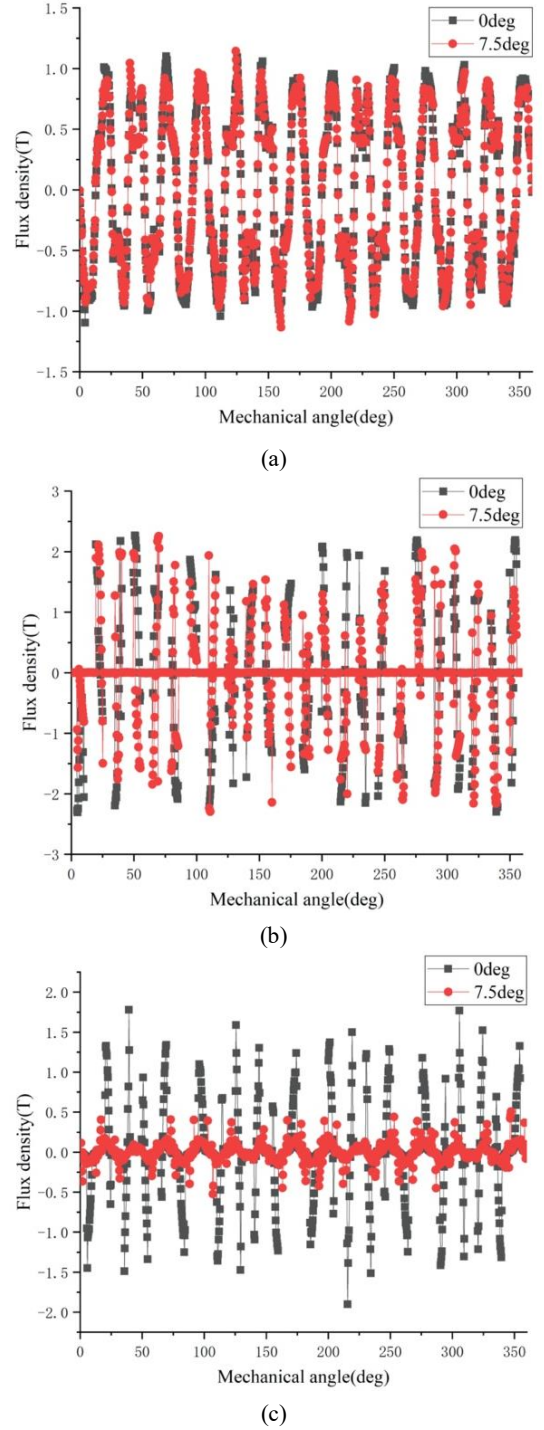 0deg
7.5deg
1.5
1.0
0.5
0.0
-0.5
-1.0
-1.5
Flux density(T)
0 50 100 150 200 250 300 350
Mechanical angle(deg)
(a)
0deg
7.5deg
3
2
1
0
-1
-2
-3
Flux density(T)
0 50 100 150 200 250 300 350
Mechanical angle(deg)
(b)
0deg
7.5deg
2.0
1.5
1.0
0.5
0.0
-0.5
-1.0
-1.5
-2.0
Flux density(T)
0 50 100 150 200 250 300 350
Mechanical angle(deg)
(c)